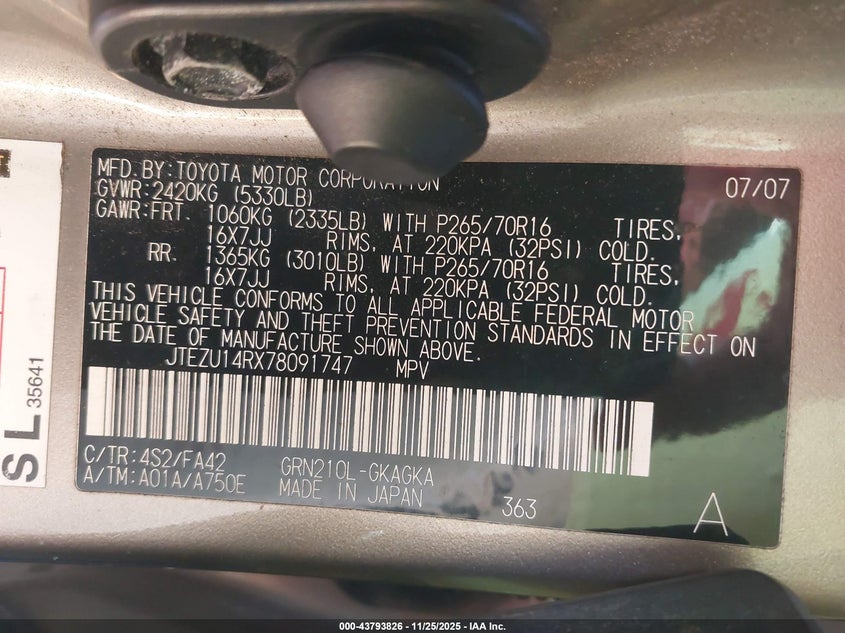 MFD. BY: TOYOTA MOTOR CORPORATION 07/07
GVWR: 2420KG (5330LB)
GAWR: FRT. 1060KG (2335LB) WITH P265/70R16 TIRES,
16X7JJ RIMS, AT 220KPA (32PSI) COLD.
RR. 1365KG (3010LB) WITH P265/70R16 TIRES,
16X7JJ RIMS, AT 220KPA (32PSI) COLD.
THIS VEHICLE CONFORMS TO ALL APPLICABLE FEDERAL MOTOR
VEHICLE SAFETY AND THEFT PREVENTION STANDARDS IN EFFECT ON
THE DATE OF MANUFACTURE SHOWN ABOVE.
JTEZU14RX78091747 MPV
C/TR: 4S2/FA42 GRN210L-GKAGKA
A/TM: A01A/A750E MADE IN JAPAN 363 A
SL 35641
000-43793826 - 11/25/2025 - IAA Inc.